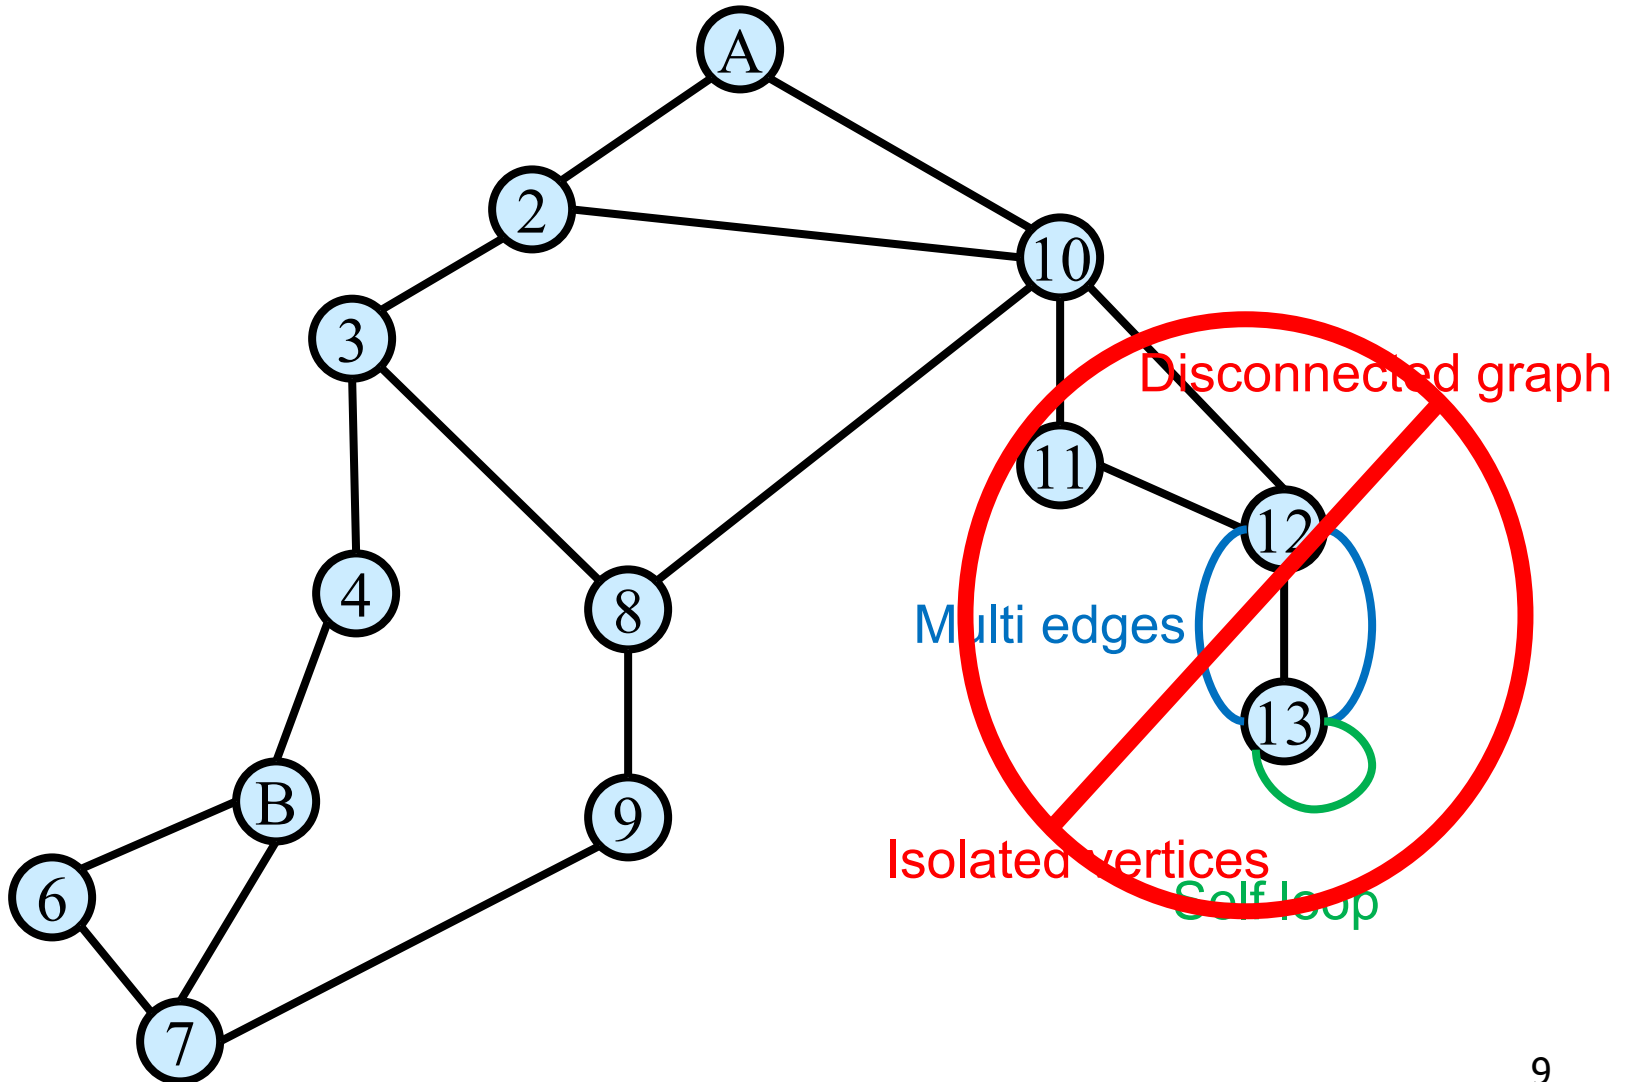 A
2
10
3
Disconnected graph
11
12
4
8
Multi edges
13
B
9
Isolated vertices
6
Self loop
7
9